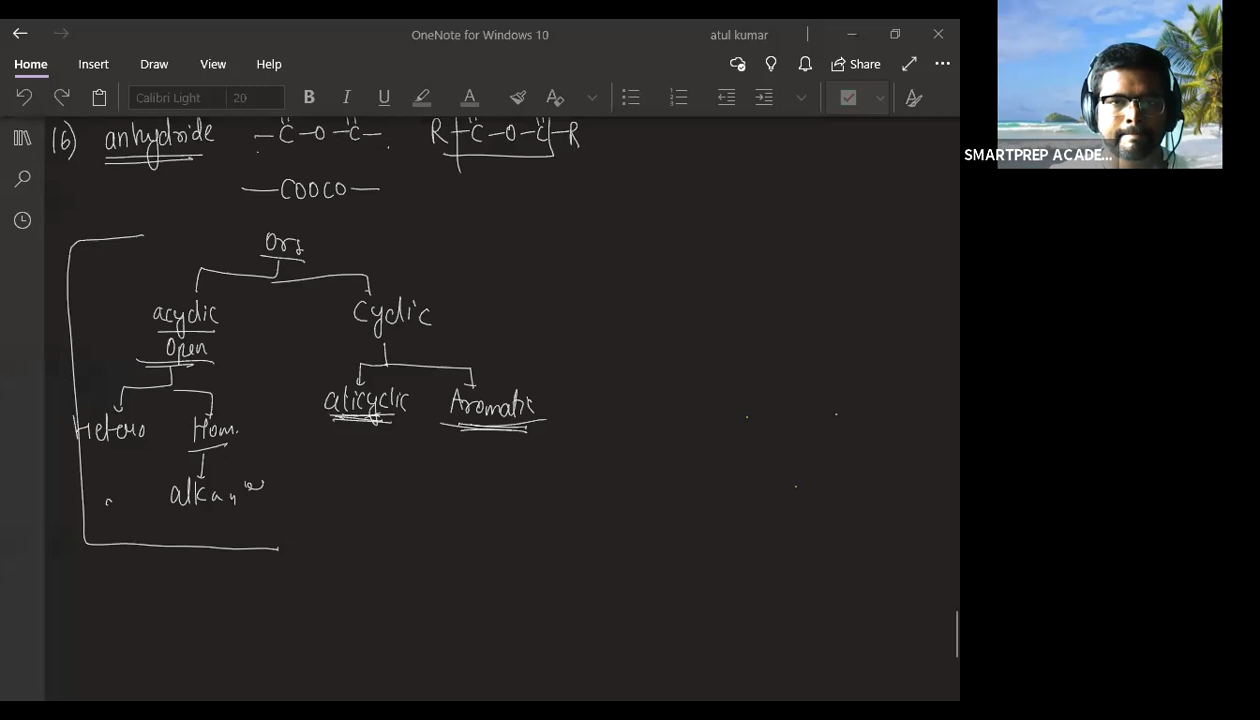 OneNote for Windows 10
atul kumar
Home Insert Draw View Help
Share
Calibri Light 20
B I U A
SMARTPREP ACADE...
16) anhydride —C—O—C— R—C—O—C—R
—COOCO—
Org
acyclic Cyclic
Open
alicyclic Aromatic
Hetero Hom.
alkane